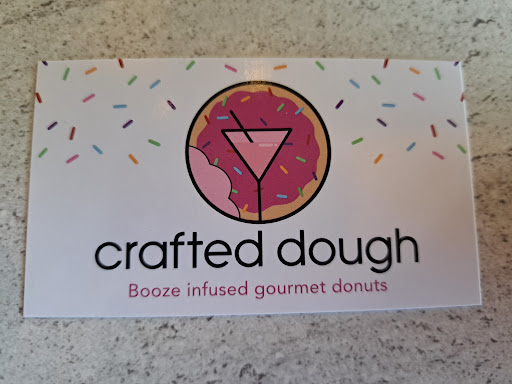 crafted dough
Booze infused gourmet donuts